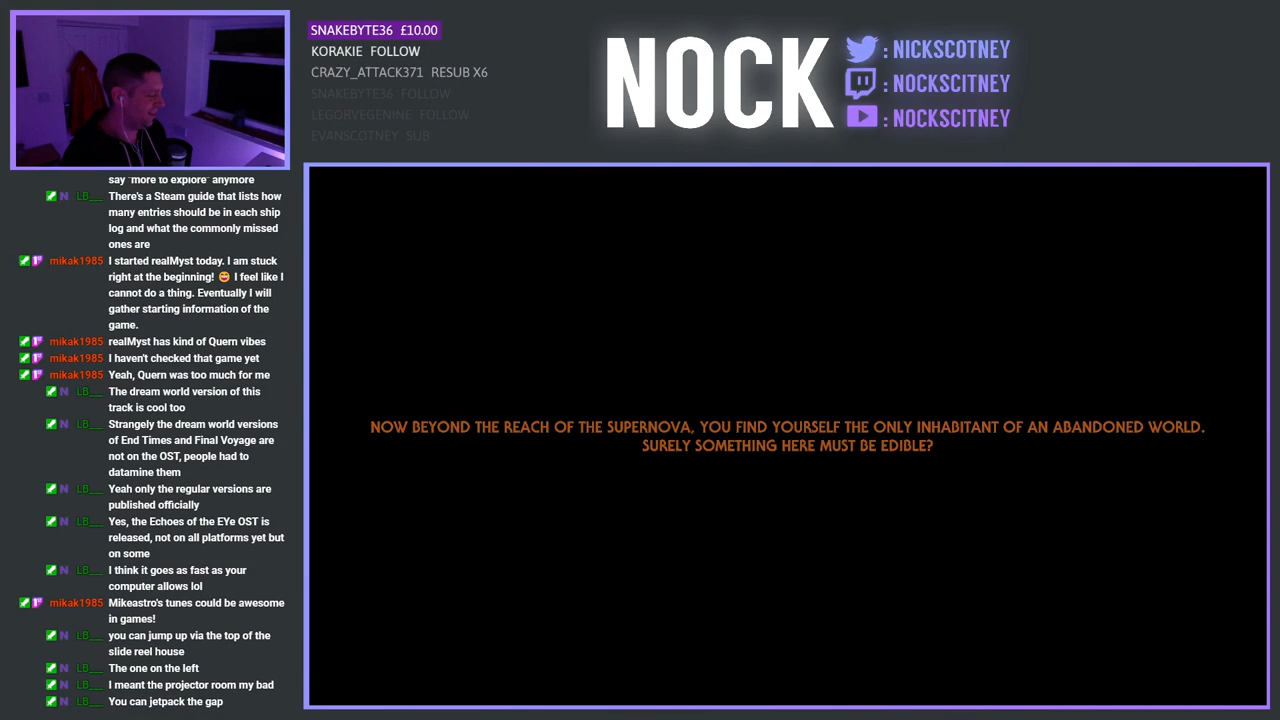 SNAKEBYTE36 £10.00
KORAKIE FOLLOW
CRAZY_ATTACK371 RESUB X6
SNAKEBYTE36 FOLLOW
LEGORVEGENINE FOLLOW
EVANSCOTNEY SUB
NOCK
: NICKSCOTNEY
: NOCKSCITNEY
: NOCKSCITNEY
say "more to explore" anymore
LB__ There's a Steam guide that lists how
many entries should be in each ship
log and what the commonly missed
ones are
mikak1985 I started realMyst today. I am stuck
right at the beginning! 😅 I feel like I
cannot do a thing. Eventually I will
gather starting information of the
game.
mikak1985 realMyst has kind of Quern vibes
mikak1985 I haven't checked that game yet
mikak1985 Yeah, Quern was too much for me
LB__ The dream world version of this
track is cool too
LB__ Strangely the dream world versions
of End Times and Final Voyage are
not on the OST, people had to
datamine them
LB__ Yeah only the regular versions are
published officially
LB__ Yes, the Echoes of the EYe OST is
released, not on all platforms yet but
on some
LB__ I think it goes as fast as your
computer allows lol
mikak1985 Mikeastro's tunes could be awesome
in games!
LB__ you can jump up via the top of the
slide reel house
LB__ The one on the left
LB__ I meant the projector room my bad
LB__ You can jetpack the gap
NOW BEYOND THE REACH OF THE SUPERNOVA, YOU FIND YOURSELF THE ONLY INHABITANT OF AN ABANDONED WORLD.
SURELY SOMETHING HERE MUST BE EDIBLE?